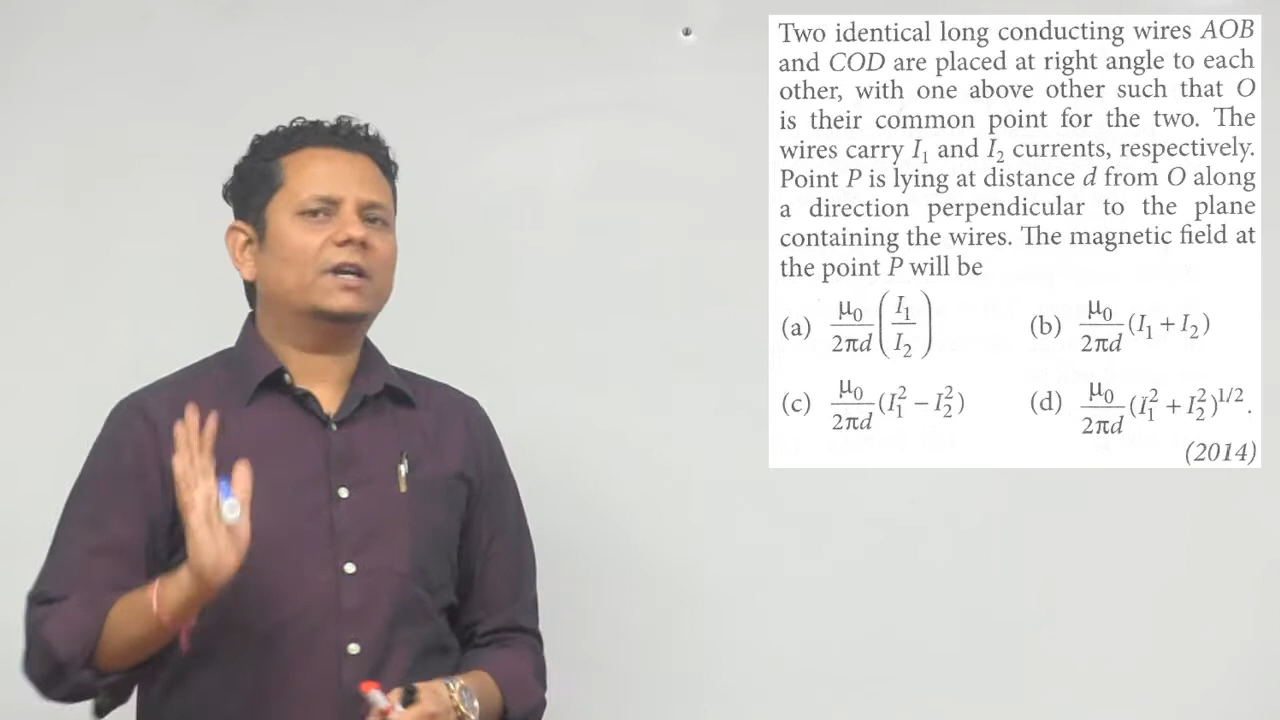 Two identical long conducting wires AOB
and COD are placed at right angle to each
other, with one above other such that O
is their common point for the two. The
wires carry I₁ and I₂ currents, respectively.
Point P is lying at distance d from O along
a direction perpendicular to the plane
containing the wires. The magnetic field at
the point P will be
(a) μ₀/2πd (I₁/I₂) (b) μ₀/2πd (I₁ + I₂)
(c) μ₀/2πd (I₁² − I₂²) (d) μ₀/2πd (I₁² + I₂²)¹/².
(2014)